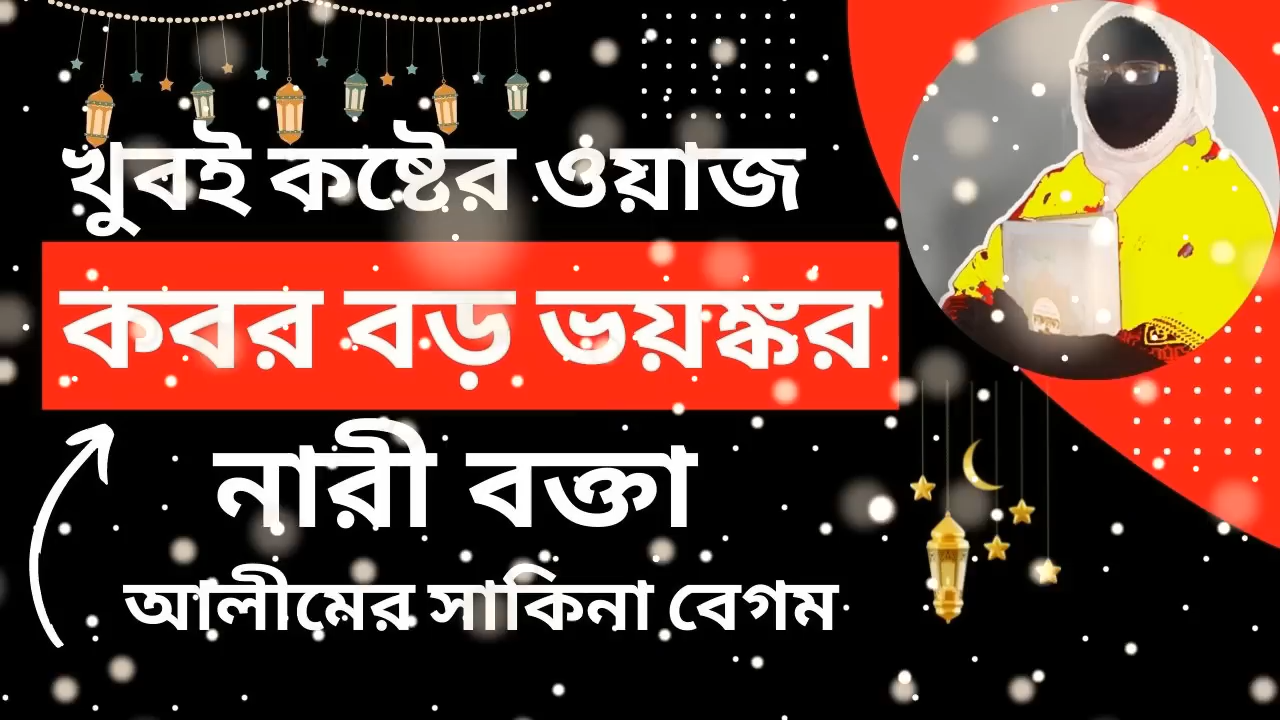 খুবই কষ্টের ওয়াজ
কবর বড় ভয়ঙ্কর
নারী বক্তা
আলীমের সাকিনা বেগম